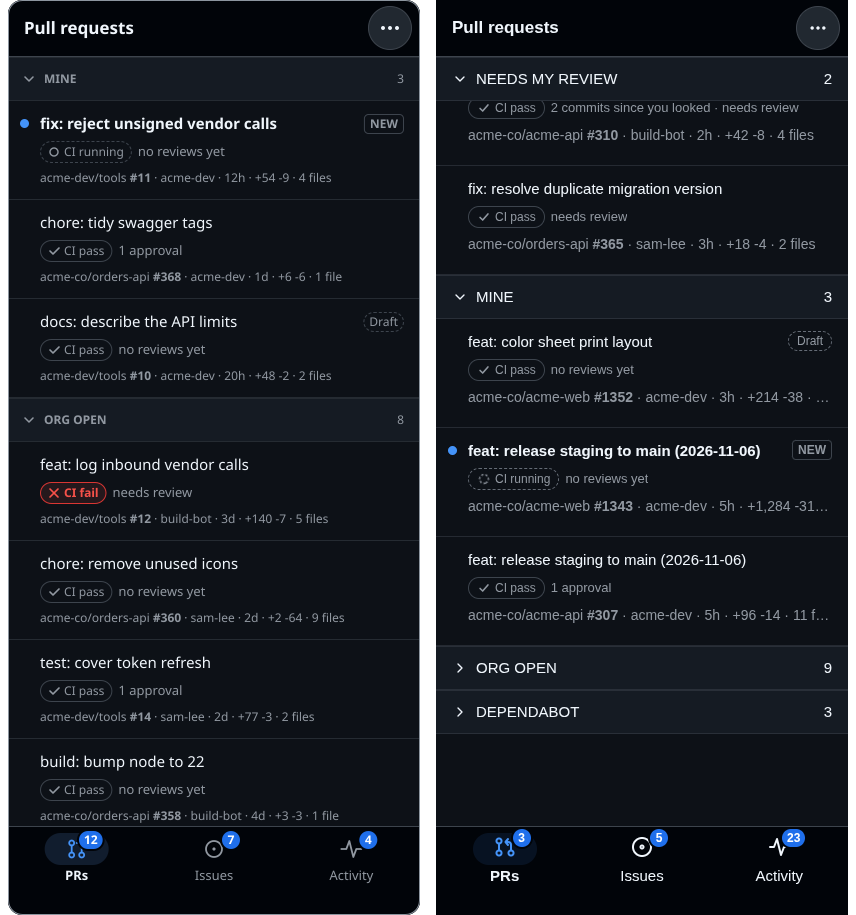 Pull requests
MINE 3
fix: reject unsigned vendor calls NEW
CI running no reviews yet
acme-dev/tools #11 · acme-dev · 12h · +54 -9 · 4 files
chore: tidy swagger tags
CI pass 1 approval
acme-co/orders-api #368 · acme-dev · 1d · +6 -6 · 1 file
docs: describe the API limits Draft
CI pass no reviews yet
acme-dev/tools #10 · acme-dev · 20h · +48 -2 · 2 files
ORG OPEN 8
feat: log inbound vendor calls
CI fail needs review
acme-dev/tools #12 · build-bot · 3d · +140 -7 · 5 files
chore: remove unused icons
CI pass no reviews yet
acme-co/orders-api #360 · sam-lee · 2d · +2 -64 · 9 files
test: cover token refresh
CI pass 1 approval
acme-dev/tools #14 · sam-lee · 2d · +77 -3 · 2 files
build: bump node to 22
CI pass no reviews yet
acme-co/orders-api #358 · build-bot · 4d · +3 -3 · 1 file
12 7 4
PRs Issues Activity
Pull requests
NEEDS MY REVIEW 2
CI pass 2 commits since you looked · needs review
acme-co/acme-api #310 · build-bot · 2h · +42 -8 · 4 files
fix: resolve duplicate migration version
CI pass needs review
acme-co/orders-api #365 · sam-lee · 3h · +18 -4 · 2 files
MINE 3
feat: color sheet print layout Draft
CI pass no reviews yet
acme-co/acme-web #1352 · acme-dev · 3h · +214 -38 · …
feat: release staging to main (2026-11-06) NEW
CI running no reviews yet
acme-co/acme-web #1343 · acme-dev · 5h · +1,284 -31…
feat: release staging to main (2026-11-06)
CI pass 1 approval
acme-co/acme-api #307 · acme-dev · 5h · +96 -14 · 11 f…
ORG OPEN 9
DEPENDABOT 3
3 5 23
PRs Issues Activity